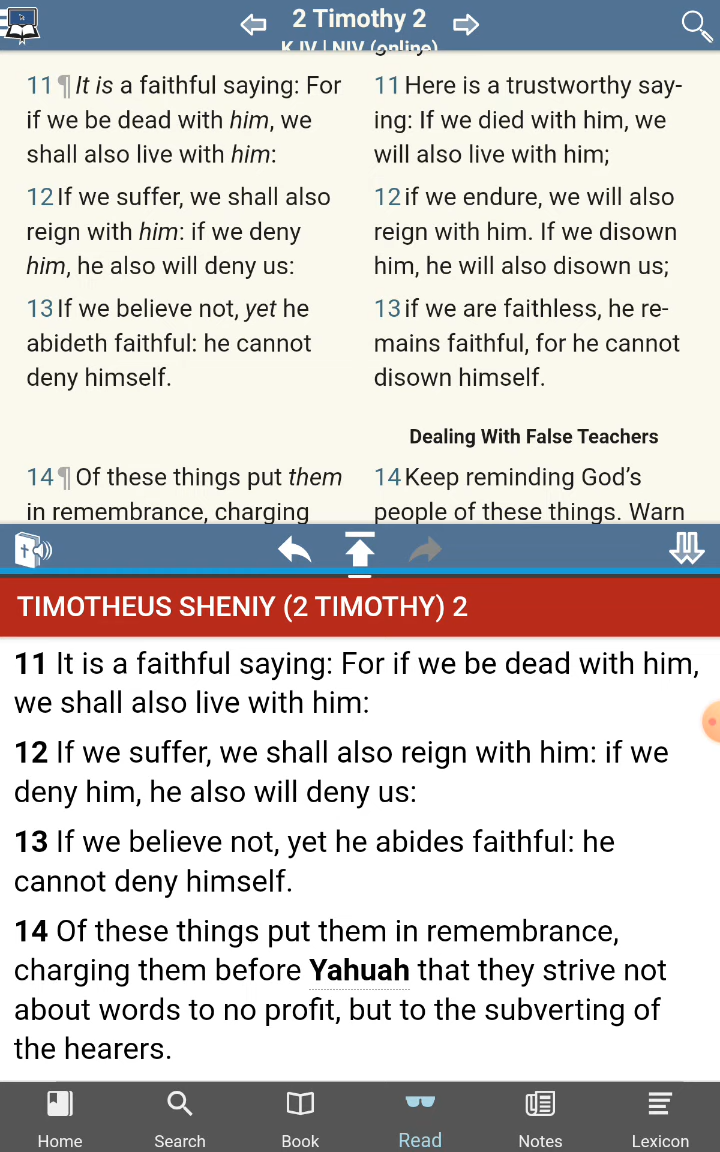 2 Timothy 2
KJV | NIV (online)
11 ¶ It is a faithful saying: For
if we be dead with him, we
shall also live with him:
12 If we suffer, we shall also
reign with him: if we deny
him, he also will deny us:
13 If we believe not, yet he
abideth faithful: he cannot
deny himself.
14 ¶ Of these things put them
in remembrance, charging
11 Here is a trustworthy say-
ing: If we died with him, we
will also live with him;
12 if we endure, we will also
reign with him. If we disown
him, he will also disown us;
13 if we are faithless, he re-
mains faithful, for he cannot
disown himself.
Dealing With False Teachers
14 Keep reminding God’s
people of these things. Warn
TIMOTHEUS SHENIY (2 TIMOTHY) 2
11 It is a faithful saying: For if we be dead with him,
we shall also live with him:
12 If we suffer, we shall also reign with him: if we
deny him, he also will deny us:
13 If we believe not, yet he abides faithful: he
cannot deny himself.
14 Of these things put them in remembrance,
charging them before Yahuah that they strive not
about words to no profit, but to the subverting of
the hearers.
Home Search Book Read Notes Lexicon